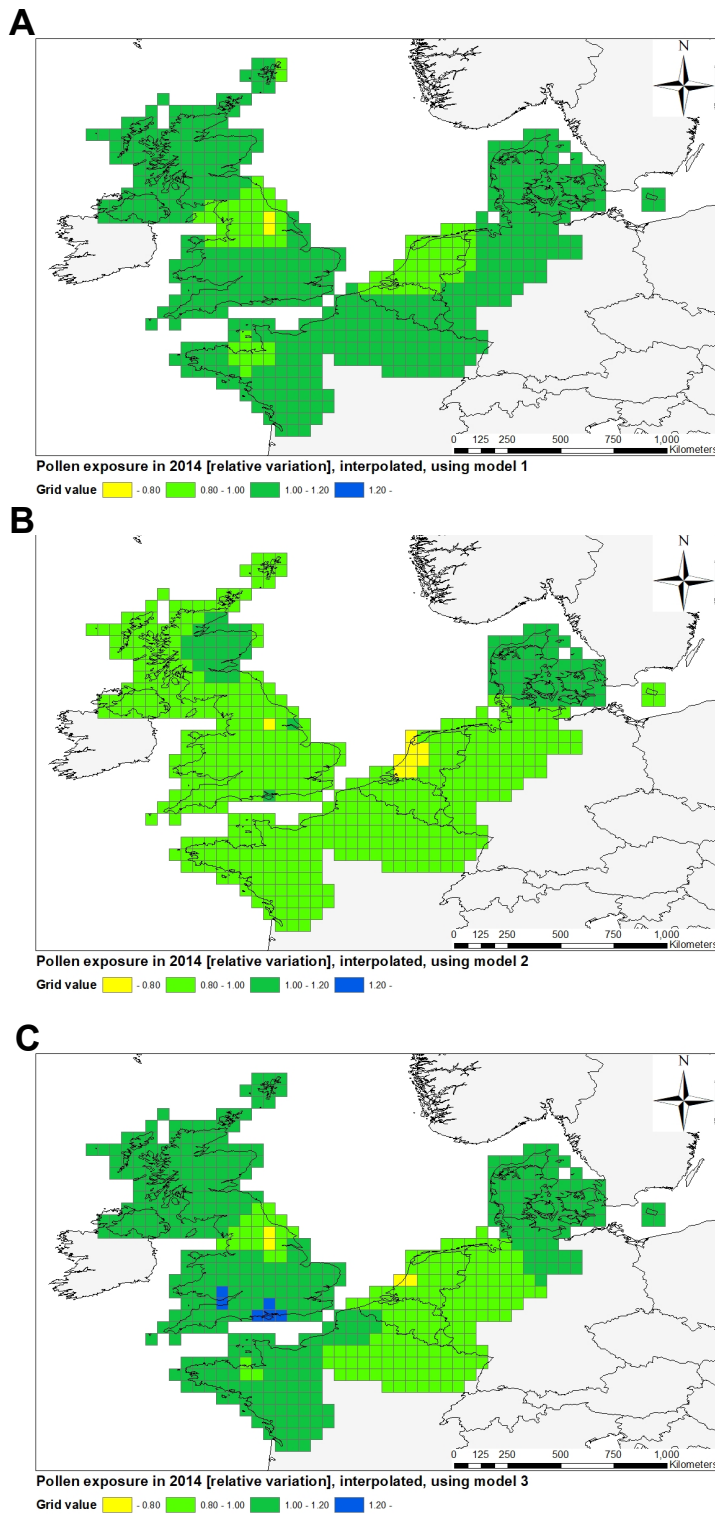 A
N
0 125 250 500 750 1,000
Kilometers
Pollen exposure in 2014 [relative variation], interpolated, using model 1
Grid value - 0.80 0.80 - 1.00 1.00 - 1.20 1.20 -
B
N
0 125 250 500 750 1,000
Kilometers
Pollen exposure in 2014 [relative variation], interpolated, using model 2
Grid value - 0.80 0.80 - 1.00 1.00 - 1.20 1.20 -
C
N
0 125 250 500 750 1,000
Kilometers
Pollen exposure in 2014 [relative variation], interpolated, using model 3
Grid value - 0.80 0.80 - 1.00 1.00 - 1.20 1.20 -